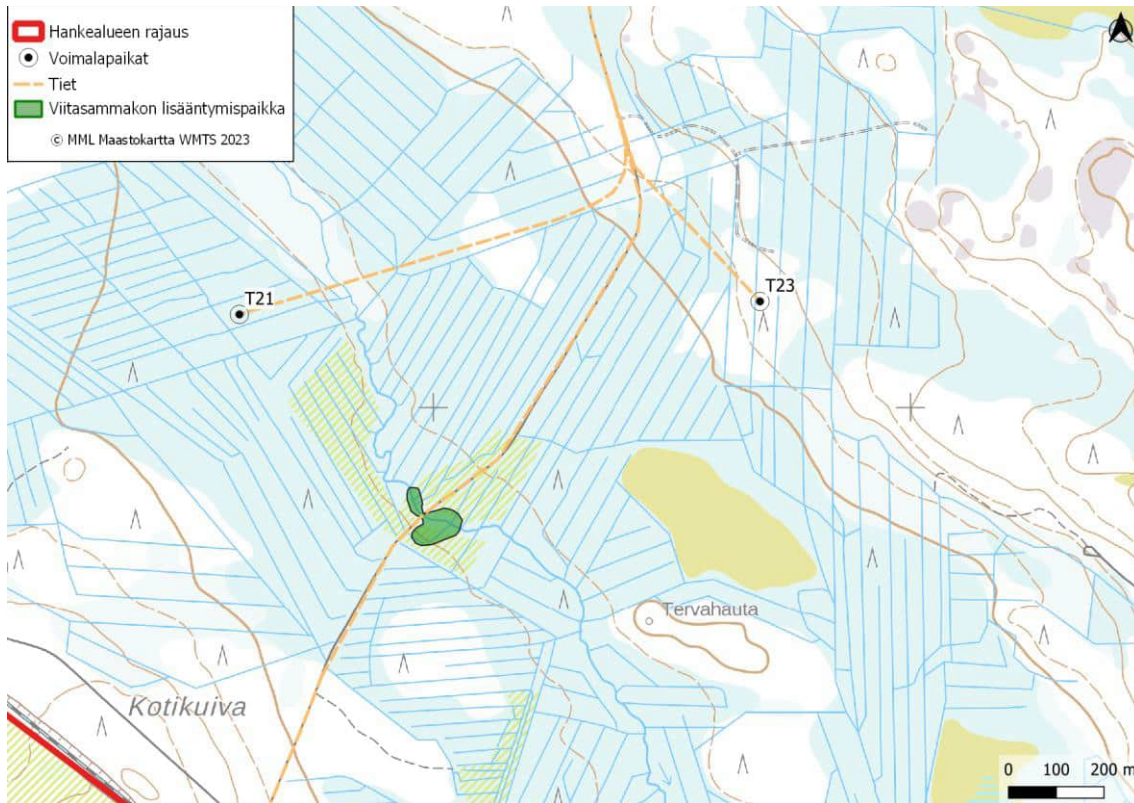 Hankealueen rajaus
Voimalapaikat
Tiet
Viitasammakon lisääntymispaikka
© MML Maastokartta WMTS 2023
T21
T23
Tervahauta
Kotikuiva
0 100 200 m